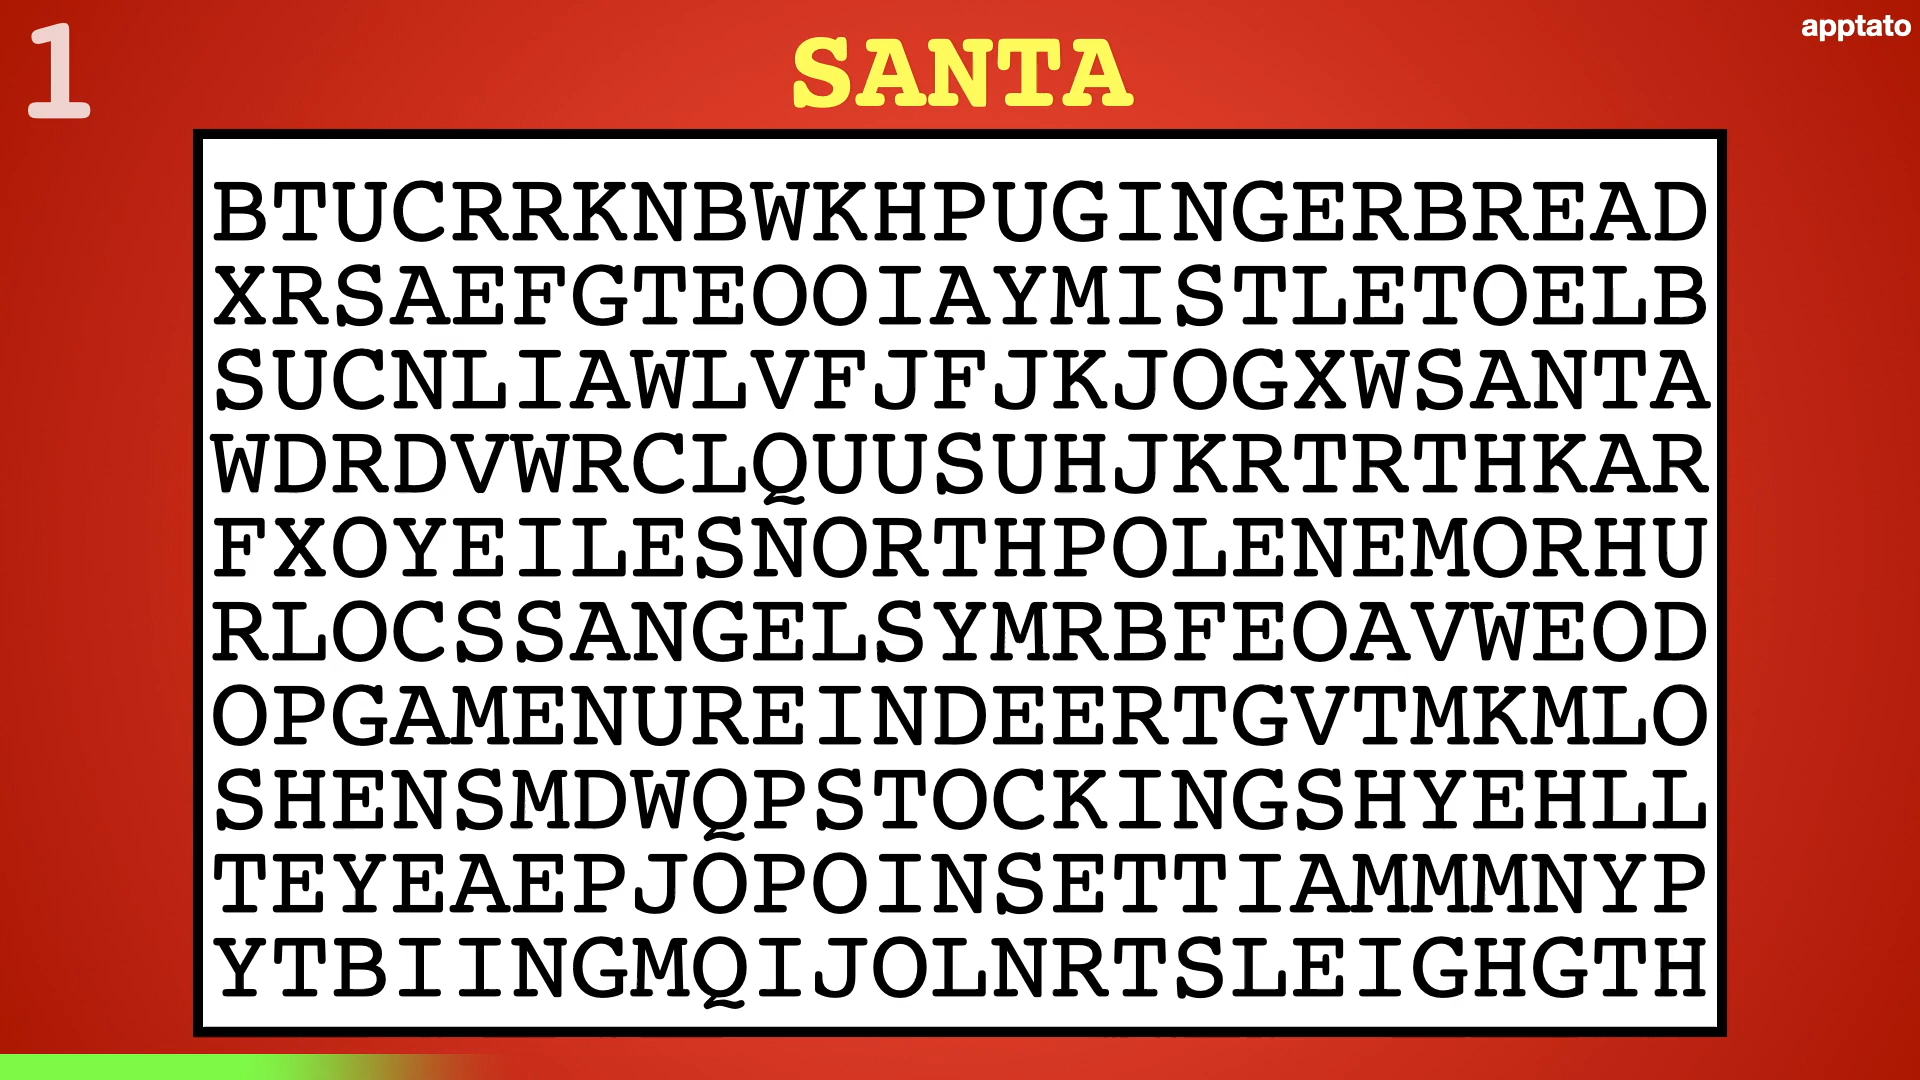 1
SANTA
apptato
BTUCRRKNBWKHPUGINGERBREAD
XRSAEFGTEOOIAYMISTLETOELB
SUCNLIAWLVFJFJKJOGXWSANTA
WDRDVWRCLQUUSUHJKRTRTHKAR
FXOYEILESNORTHPOLENEMORHU
RLOCSSANGELSYMRBFEOAVWEOD
OPGAMENUREINDEERTGVTMKMLO
SHENSMDWQPSTOCKINGSHYEHLL
TEYEAEPJOPOINSETTIAMMMNYP
YTBIINGMQIJOLNRTSLEIGHGTH